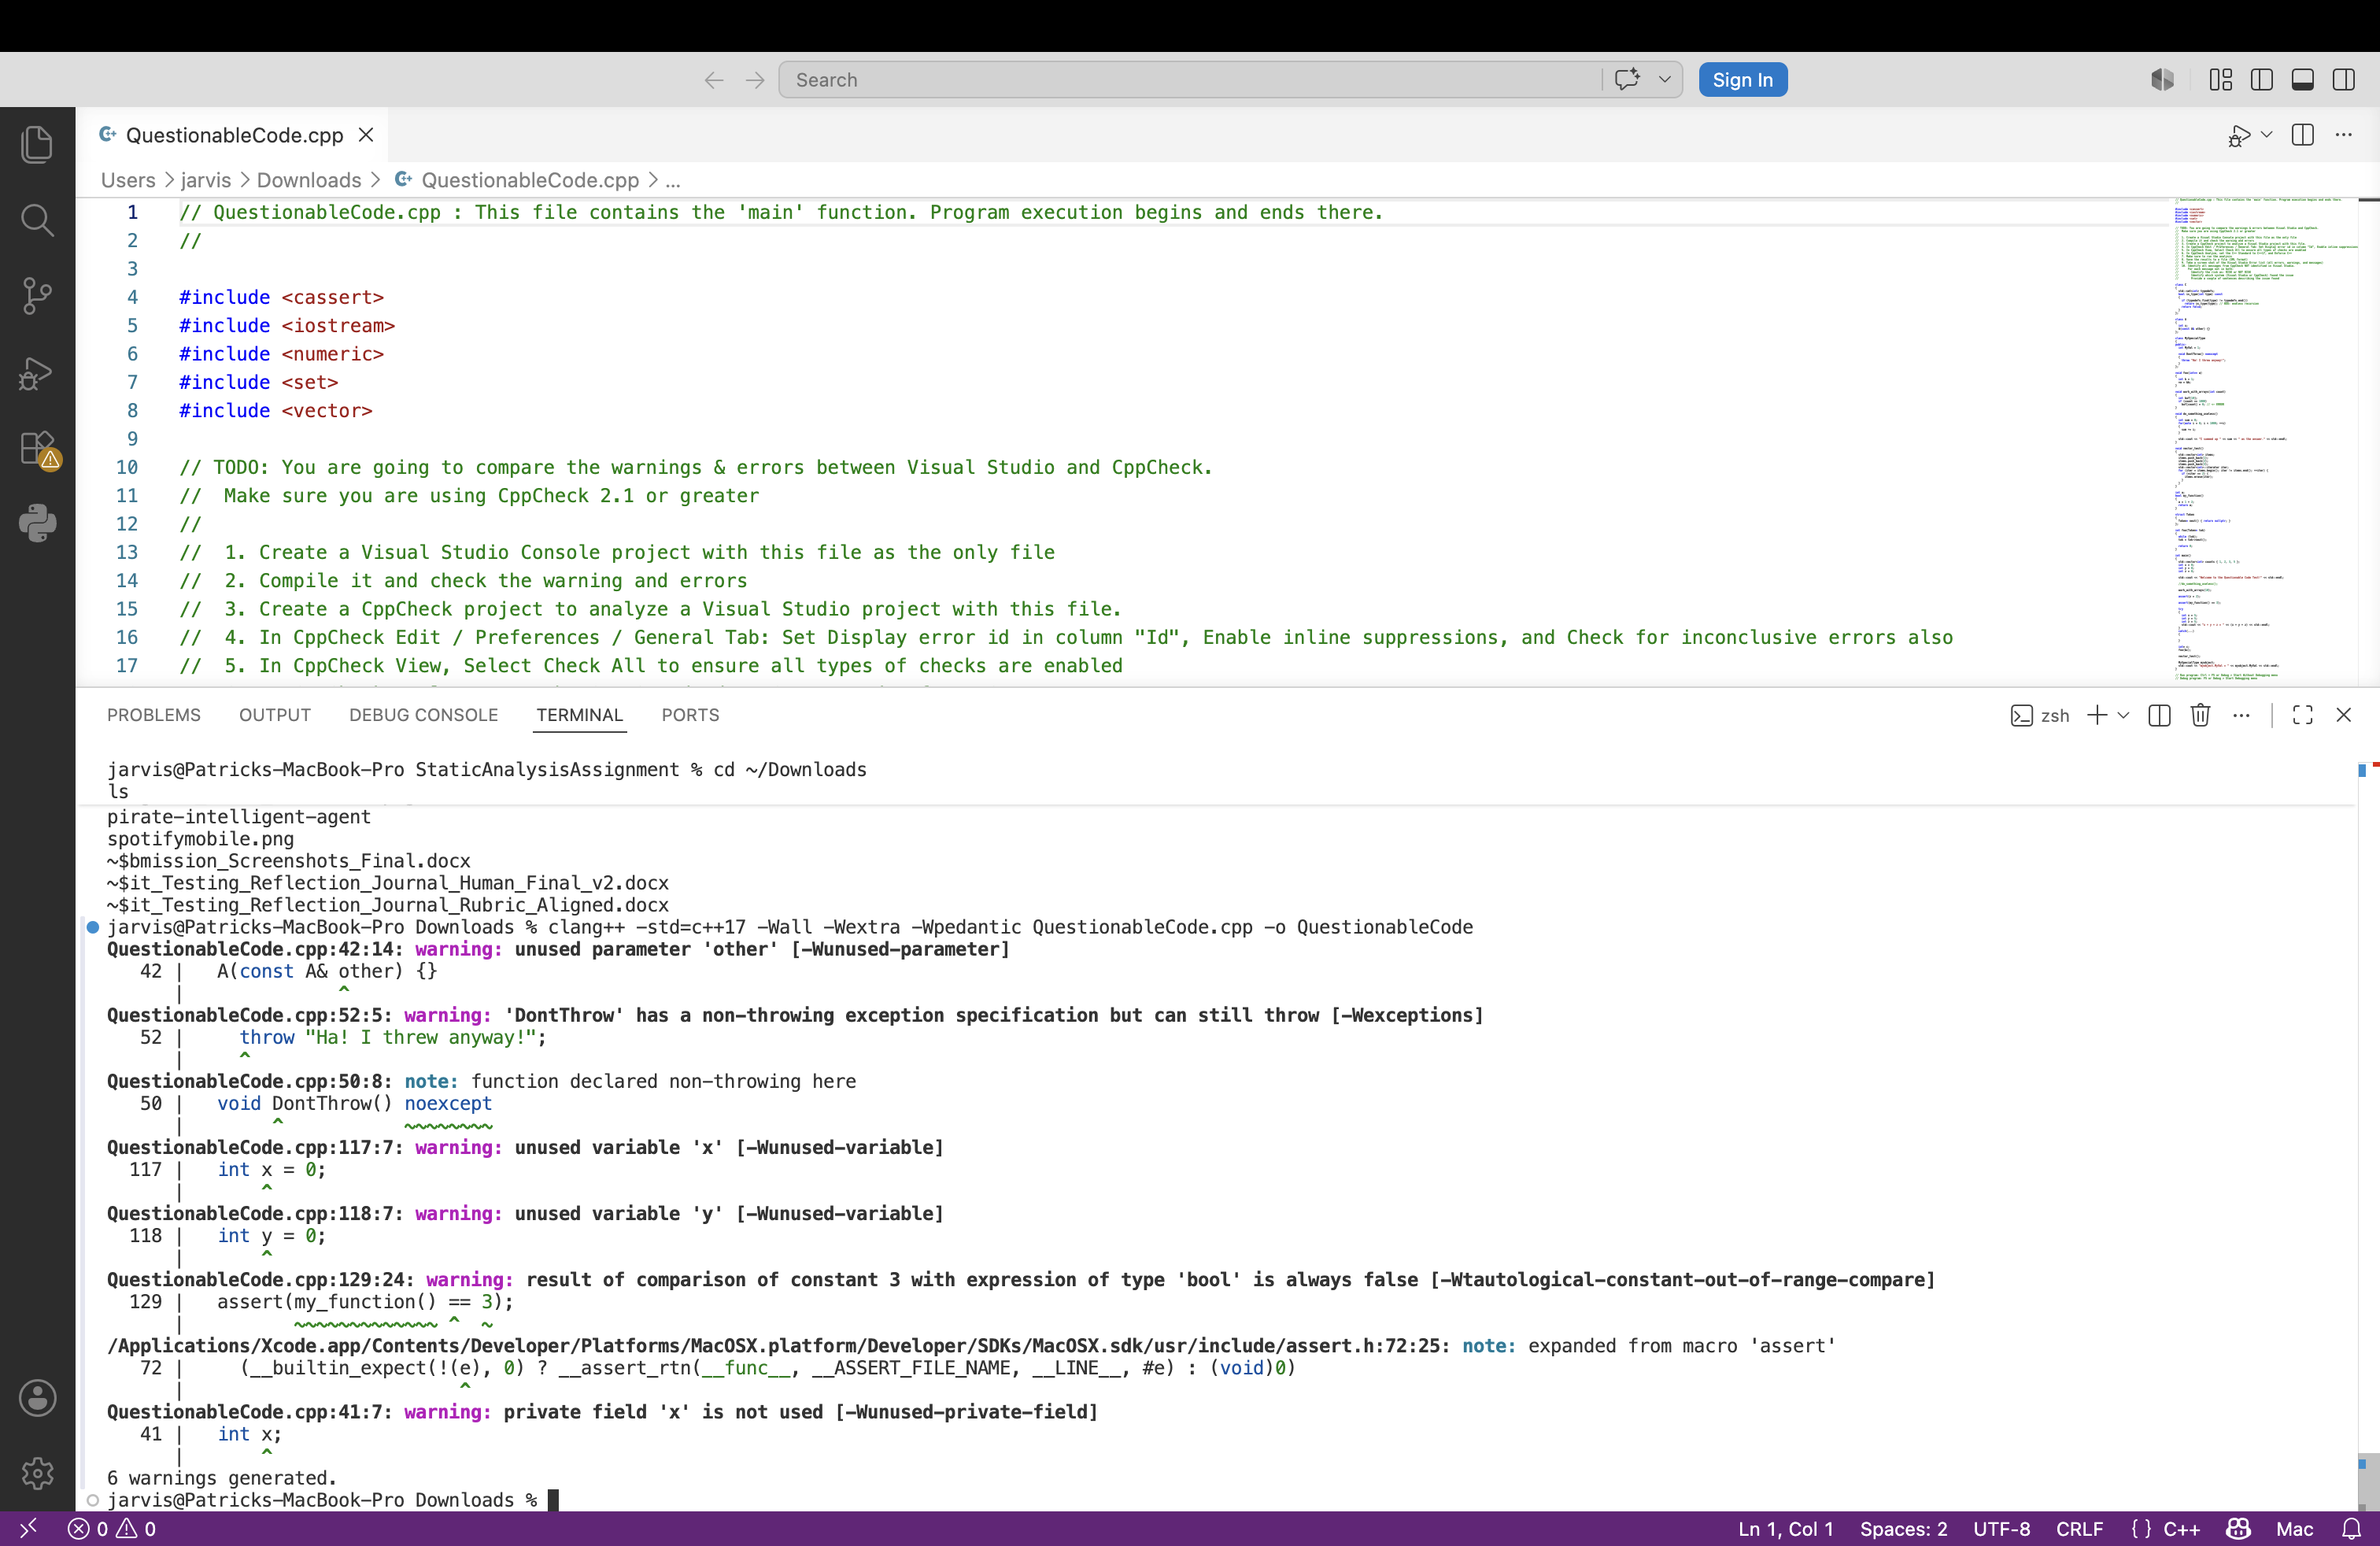 Search
Sign In
QuestionableCode.cpp
Users > jarvis > Downloads > QuestionableCode.cpp > ...
1 // QuestionableCode.cpp : This file contains the 'main' function. Program execution begins and ends there.
2 //
3
4 #include <cassert>
5 #include <iostream>
6 #include <numeric>
7 #include <set>
8 #include <vector>
9
10 // TODO: You are going to compare the warnings & errors between Visual Studio and CppCheck.
11 //  Make sure you are using CppCheck 2.1 or greater
12 //
13 //  1. Create a Visual Studio Console project with this file as the only file
14 //  2. Compile it and check the warning and errors
15 //  3. Create a CppCheck project to analyze a Visual Studio project with this file.
16 //  4. In CppCheck Edit / Preferences / General Tab: Set Display error id in column "Id", Enable inline suppressions, and Check for inconclusive errors also
17 //  5. In CppCheck View, Select Check All to ensure all types of checks are enabled
PROBLEMS OUTPUT DEBUG CONSOLE TERMINAL PORTS
zsh
jarvis@Patricks-MacBook-Pro StaticAnalysisAssignment % cd ~/Downloads
ls
pirate-intelligent-agent
spotifymobile.png
~$bmission_Screenshots_Final.docx
~$it_Testing_Reflection_Journal_Human_Final_v2.docx
~$it_Testing_Reflection_Journal_Rubric_Aligned.docx
jarvis@Patricks-MacBook-Pro Downloads % clang++ -std=c++17 -Wall -Wextra -Wpedantic QuestionableCode.cpp -o QuestionableCode
QuestionableCode.cpp:42:14: warning: unused parameter 'other' [-Wunused-parameter]
42 |   A(const A& other) {}
|              ^
QuestionableCode.cpp:52:5: warning: 'DontThrow' has a non-throwing exception specification but can still throw [-Wexceptions]
52 |     throw "Ha! I threw anyway!";
|     ^
QuestionableCode.cpp:50:8: note: function declared non-throwing here
50 |   void DontThrow() noexcept
|        ^           ~~~~~~~~
QuestionableCode.cpp:117:7: warning: unused variable 'x' [-Wunused-variable]
117 |   int x = 0;
|       ^
QuestionableCode.cpp:118:7: warning: unused variable 'y' [-Wunused-variable]
118 |   int y = 0;
|       ^
QuestionableCode.cpp:129:24: warning: result of comparison of constant 3 with expression of type 'bool' is always false [-Wtautological-constant-out-of-range-compare]
129 |   assert(my_function() == 3);
|          ~~~~~~~~~~~~~ ^  ~
/Applications/Xcode.app/Contents/Developer/Platforms/MacOSX.platform/Developer/SDKs/MacOSX.sdk/usr/include/assert.h:72:25: note: expanded from macro 'assert'
72 |     (__builtin_expect(!(e), 0) ? __assert_rtn(__func__, __ASSERT_FILE_NAME, __LINE__, #e) : (void)0)
|                         ^
QuestionableCode.cpp:41:7: warning: private field 'x' is not used [-Wunused-private-field]
41 |   int x;
|       ^
6 warnings generated.
jarvis@Patricks-MacBook-Pro Downloads %
0 0 Ln 1, Col 1 Spaces: 2 UTF-8 CRLF {} C++ Mac